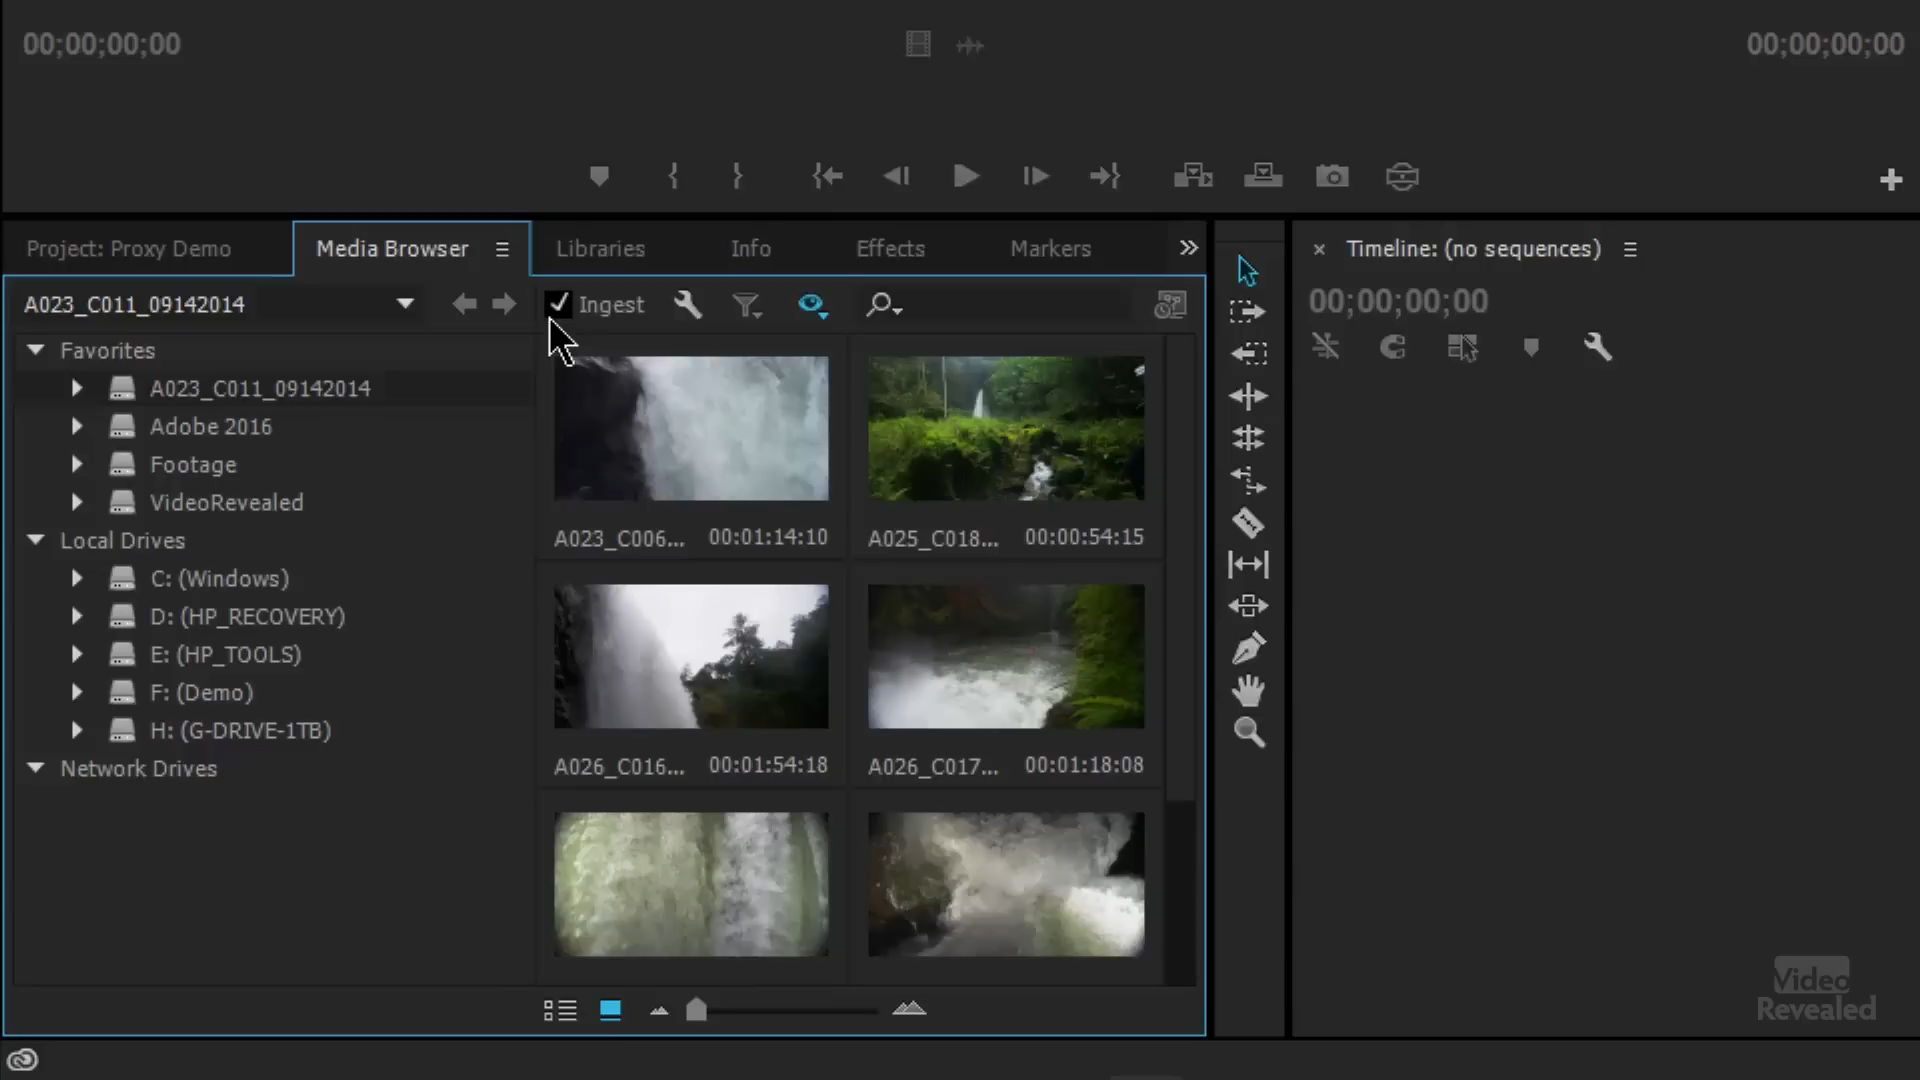 00;00;00;00
00;00;00;00
Project: Proxy Demo
Media Browser
Libraries
Info
Effects
Markers
Timeline: (no sequences)
A023_C011_09142014
Ingest
00;00;00;00
Favorites
A023_C011_09142014
Adobe 2016
Footage
VideoRevealed
Local Drives
C: (Windows)
D: (HP_RECOVERY)
E: (HP_TOOLS)
F: (Demo)
H: (G-DRIVE-1TB)
Network Drives
A023_C006... 00:01:14:10
A025_C018... 00:00:54:15
A026_C016... 00:01:54:18
A026_C017... 00:01:18:08
Video
Revealed